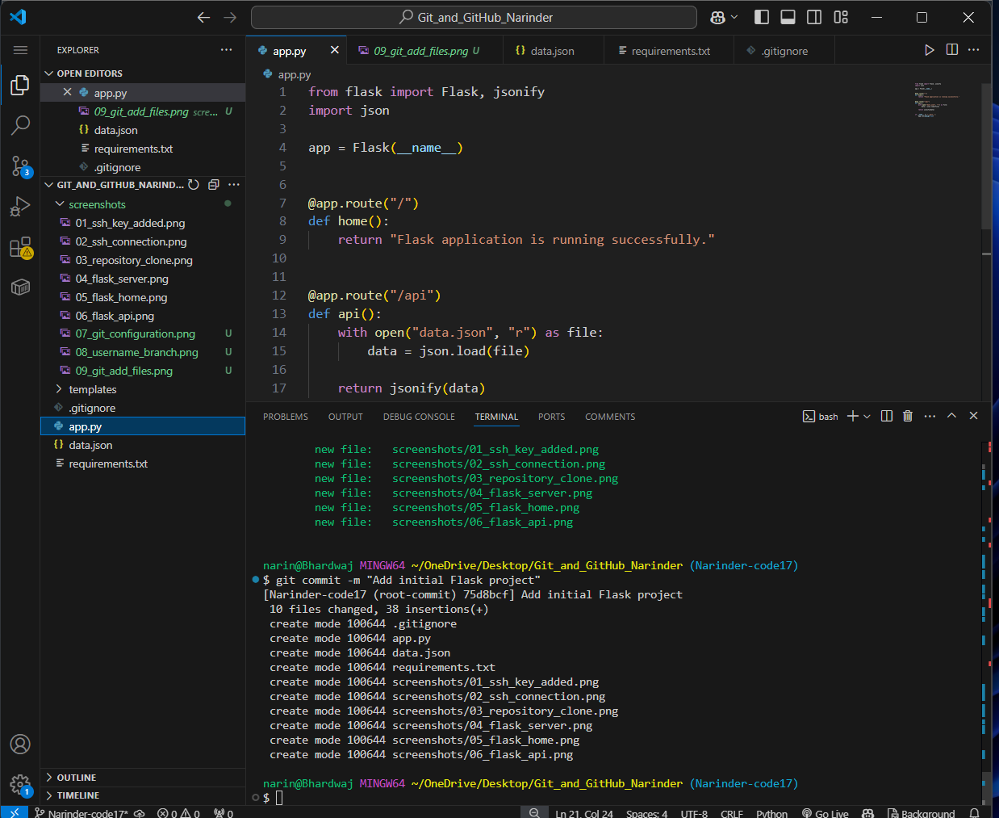 Git_and_GitHub_Narinder
EXPLORER
OPEN EDITORS
app.py
09_git_add_files.png scre... U
data.json
requirements.txt
.gitignore
GIT_AND_GITHUB_NARIND...
screenshots
01_ssh_key_added.png
02_ssh_connection.png
03_repository_clone.png
04_flask_server.png
05_flask_home.png
06_flask_api.png
07_git_configuration.png U
08_username_branch.png U
09_git_add_files.png U
templates
.gitignore
app.py
data.json
requirements.txt
OUTLINE
TIMELINE
3
1
app.py
09_git_add_files.png U
data.json
requirements.txt
.gitignore
app.py
1 from flask import Flask, jsonify
2 import json
3
4 app = Flask(__name__)
5
6
7 @app.route("/")
8 def home():
9 return "Flask application is running successfully."
10
11
12 @app.route("/api")
13 def api():
14 with open("data.json", "r") as file:
15 data = json.load(file)
16
17 return jsonify(data)
PROBLEMS OUTPUT DEBUG CONSOLE TERMINAL PORTS COMMENTS
bash
new file: screenshots/01_ssh_key_added.png
new file: screenshots/02_ssh_connection.png
new file: screenshots/03_repository_clone.png
new file: screenshots/04_flask_server.png
new file: screenshots/05_flask_home.png
new file: screenshots/06_flask_api.png
narin@Bhardwaj MINGW64 ~/OneDrive/Desktop/Git_and_GitHub_Narinder (Narinder-code17)
$ git commit -m "Add initial Flask project"
[Narinder-code17 (root-commit) 75d8bcf] Add initial Flask project
10 files changed, 38 insertions(+)
create mode 100644 .gitignore
create mode 100644 app.py
create mode 100644 data.json
create mode 100644 requirements.txt
create mode 100644 screenshots/01_ssh_key_added.png
create mode 100644 screenshots/02_ssh_connection.png
create mode 100644 screenshots/03_repository_clone.png
create mode 100644 screenshots/04_flask_server.png
create mode 100644 screenshots/05_flask_home.png
create mode 100644 screenshots/06_flask_api.png
narin@Bhardwaj MINGW64 ~/OneDrive/Desktop/Git_and_GitHub_Narinder (Narinder-code17)
$
Narinder-code17* 0 0 0 Ln 21, Col 24 Spaces: 4 UTF-8 CRLF Python Go Live Background